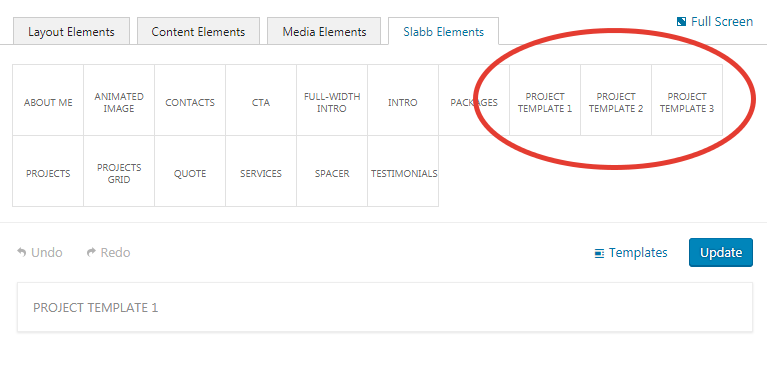 Layout Elements
Content Elements
Media Elements
Slabb Elements
Full Screen
ABOUT ME
ANIMATED
IMAGE
CONTACTS
CTA
FULL-WIDTH
INTRO
INTRO
PACKAGES
PROJECT
TEMPLATE 1
PROJECT
TEMPLATE 2
PROJECT
TEMPLATE 3
PROJECTS
PROJECTS
GRID
QUOTE
SERVICES
SPACER
TESTIMONIALS
Undo
Redo
Templates
Update
PROJECT TEMPLATE 1